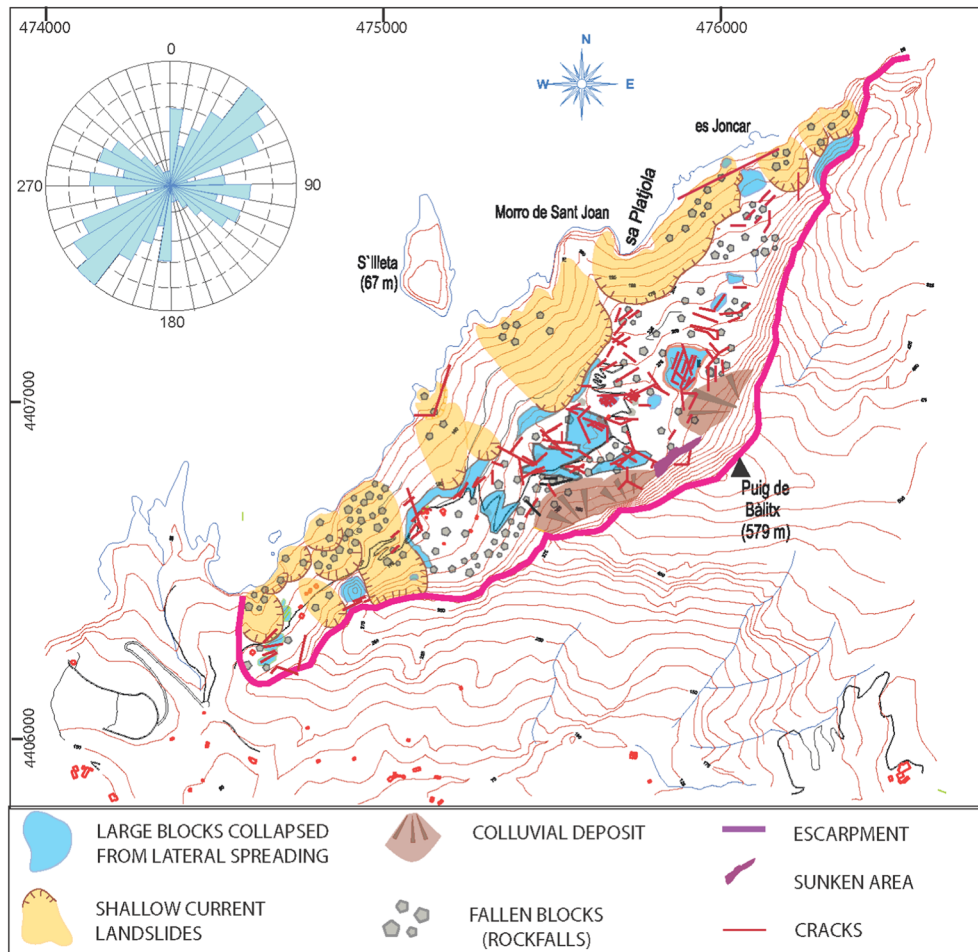 474000 475000 476000
0
N
W E
es Joncar
270 90
Morro de Sant Joan
sa Platjola
S`Illeta
(67 m)
180
4407000
Puig de
Bàlitx
(579 m)
4406000
LARGE BLOCKS COLLAPSED
FROM LATERAL SPREADING
COLLUVIAL DEPOSIT
ESCARPMENT
SUNKEN AREA
SHALLOW CURRENT
LANDSLIDES
FALLEN BLOCKS
(ROCKFALLS)
CRACKS